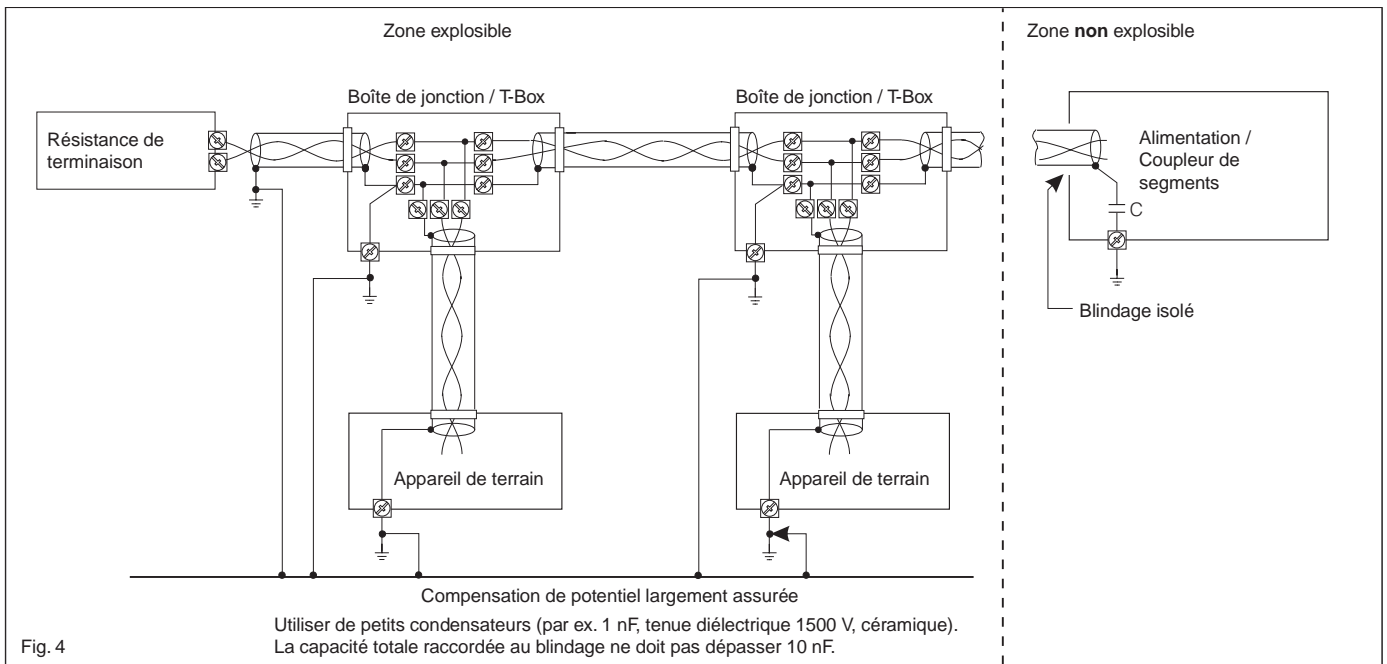 Zone explosible
Zone non explosible
Boîte de jonction / T-Box
Boîte de jonction / T-Box
Résistance de
terminaison
Alimentation /
Coupleur de
segments
C
Blindage isolé
Appareil de terrain
Appareil de terrain
Compensation de potentiel largement assurée
Utiliser de petits condensateurs (par ex. 1 nF, tenue diélectrique 1500 V, céramique).
La capacité totale raccordée au blindage ne doit pas dépasser 10 nF.
Fig. 4